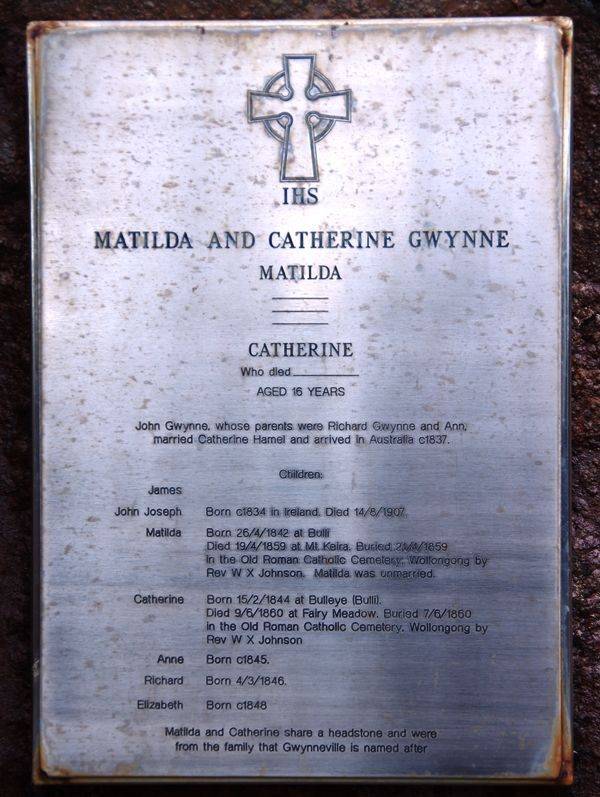 IHS
MATILDA AND CATHERINE GWYNNE
MATILDA
CATHERINE
Who died
AGED 16 YEARS
John Gwynne, whose parents were Richard Gwynne and Ann,
married Catherine Hamel and arrived in Australia c1837.
Children:
James
John Joseph Born c1834 in Ireland. Died 14/8/1907.
Matilda Born 26/4/1842 at Bulli
Died 19/4/1859 at Mt Keira. Buried 21/4/1859
in the Old Roman Catholic Cemetery, Wollongong by
Rev W X Johnson. Matilda was unmarried.
Catherine Born 15/2/1844 at Bulleye (Bulli).
Died 9/6/1860 at Fairy Meadow. Buried 7/6/1860
in the Old Roman Catholic Cemetery, Wollongong by
Rev W X Johnson
Anne Born c1845.
Richard Born 4/3/1846.
Elizabeth Born c1848
Matilda and Catherine share a headstone and were
from the family that Gwynneville is named after